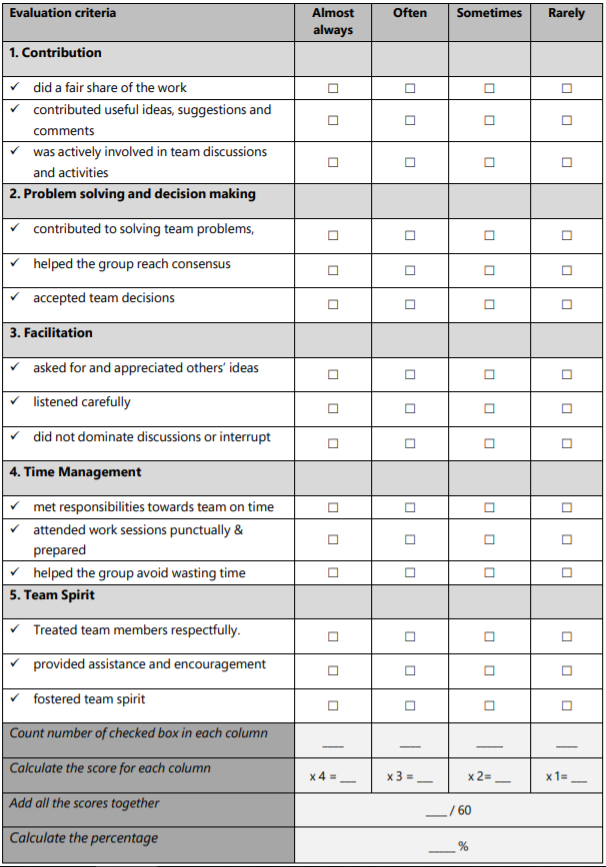 Evaluation criteria Almost always Often Sometimes Rarely
1. Contribution
✓ did a fair share of the work ☐ ☐ ☐ ☐
✓ contributed useful ideas, suggestions and
comments ☐ ☐ ☐ ☐
✓ was actively involved in team discussions
and activities ☐ ☐ ☐ ☐
2. Problem solving and decision making
✓ contributed to solving team problems, ☐ ☐ ☐ ☐
✓ helped the group reach consensus ☐ ☐ ☐ ☐
✓ accepted team decisions ☐ ☐ ☐ ☐
3. Facilitation
✓ asked for and appreciated others' ideas ☐ ☐ ☐ ☐
✓ listened carefully ☐ ☐ ☐ ☐
✓ did not dominate discussions or interrupt ☐ ☐ ☐ ☐
4. Time Management
✓ met responsibilities towards team on time ☐ ☐ ☐ ☐
✓ attended work sessions punctually &
prepared ☐ ☐ ☐ ☐
✓ helped the group avoid wasting time ☐ ☐ ☐ ☐
5. Team Spirit
✓ Treated team members respectfully. ☐ ☐ ☐ ☐
✓ provided assistance and encouragement ☐ ☐ ☐ ☐
✓ fostered team spirit ☐ ☐ ☐ ☐
Count number of checked box in each column ___ ___ ___ ___
Calculate the score for each column x 4 = ___ x 3 = ___ x 2= ___ x 1= ___
Add all the scores together ____ / 60
Calculate the percentage _____ %